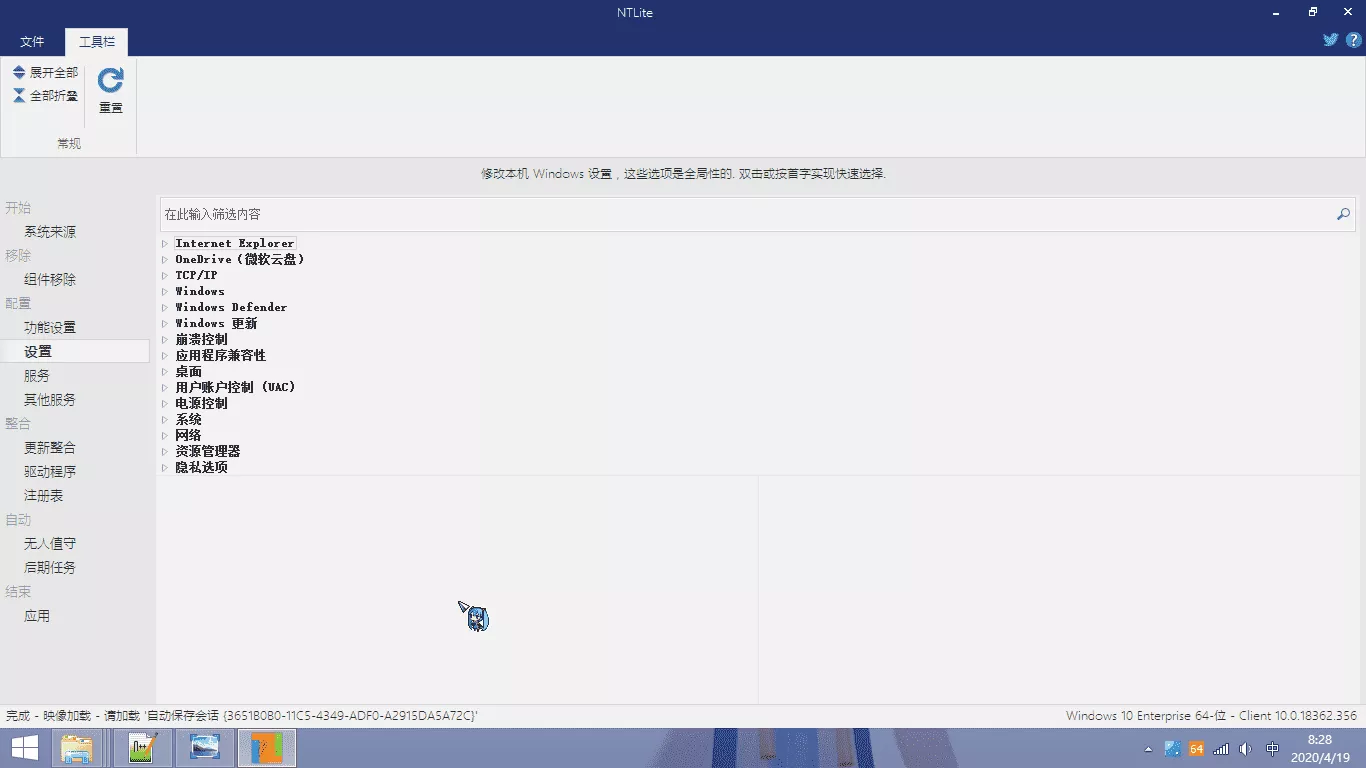 NTLite
文件
工具栏
展开全部
全部折叠
重置
常规
修改本机 Windows 设置，这些选项是全局性的. 双击或按首字实现快速选择.
开始
系统来源
移除
组件移除
配置
功能设置
设置
服务
其他服务
整合
更新整合
驱动程序
注册表
自动
无人值守
后期任务
结束
应用
在此输入筛选内容
Internet Explorer
OneDrive（微软云盘）
TCP/IP
Windows
Windows Defender
Windows 更新
崩溃控制
应用程序兼容性
桌面
用户账户控制 (UAC)
电源控制
系统
网络
资源管理器
隐私选项
完成 - 映像加载 - 请加载 '自动保存会话 {36518080-11C5-4349-ADF0-A2915DA5A72C}'
Windows 10 Enterprise 64-位 - Client 10.0.18362.356
64
中
8:28
2020/4/19